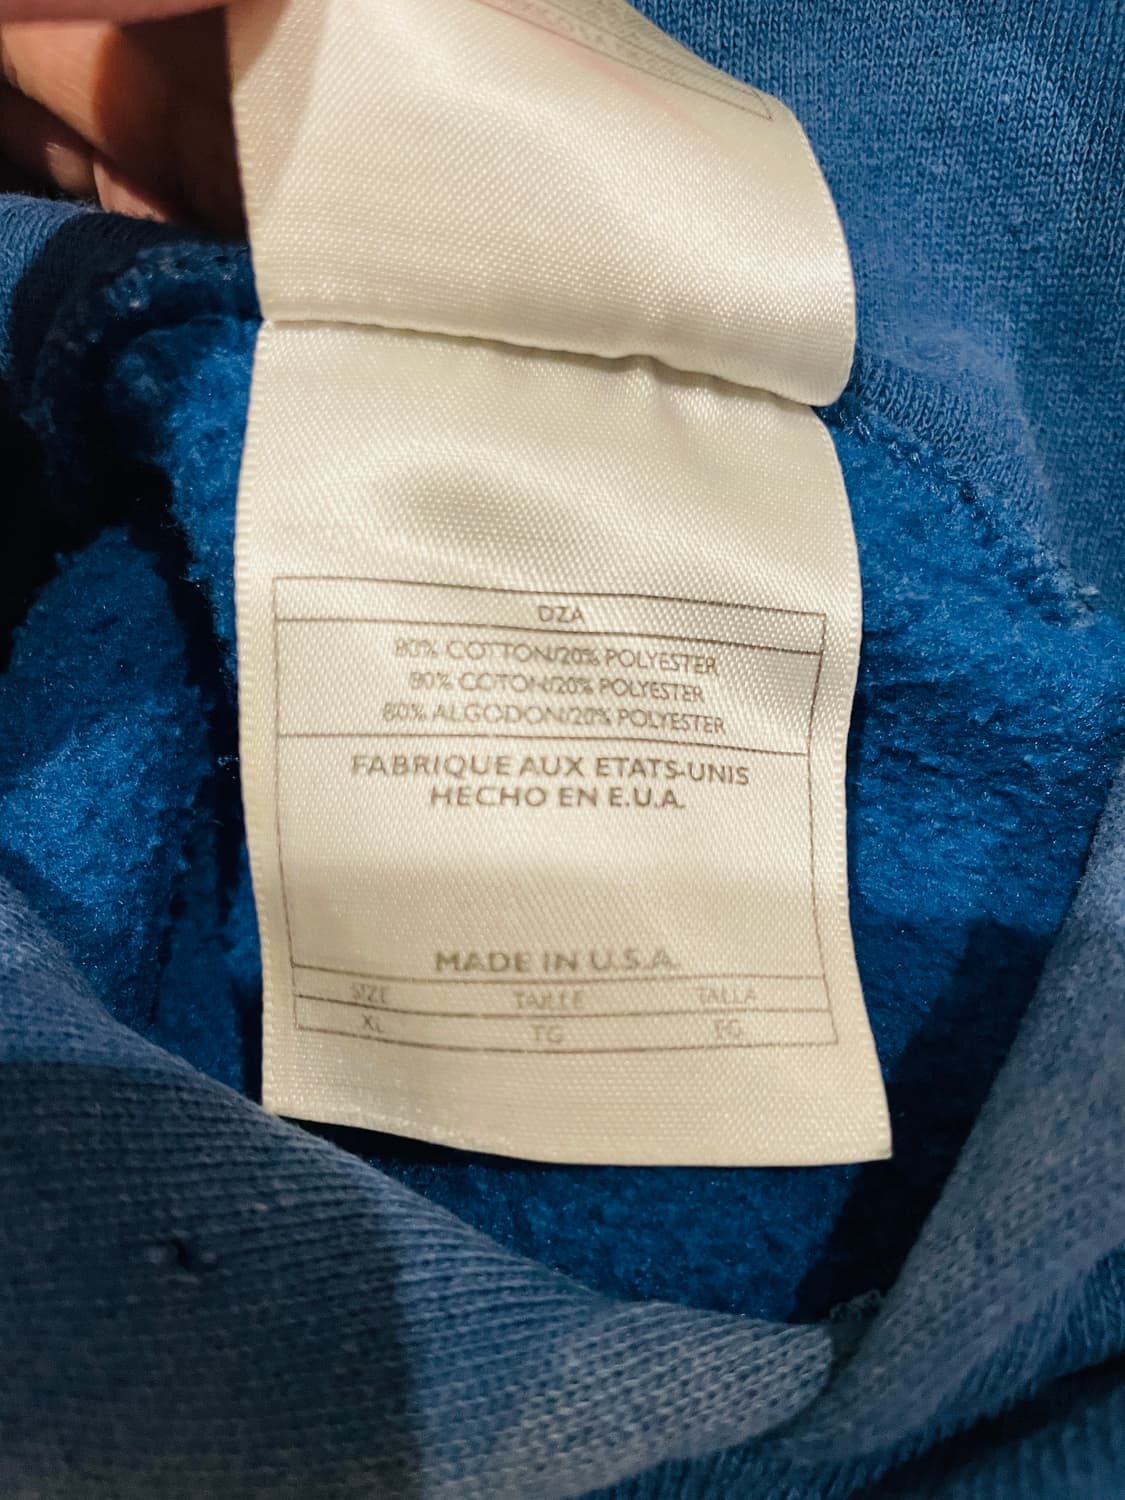 DZA
80% COTTON/20% POLYESTER
80% COTON/20% POLYESTER
80% ALGODON/20% POLYESTER
FABRIQUE AUX ETATS-UNIS
HECHO EN E.U.A.
MADE IN U.S.A.
SIZE TAILLE TALLA
XL TG EG